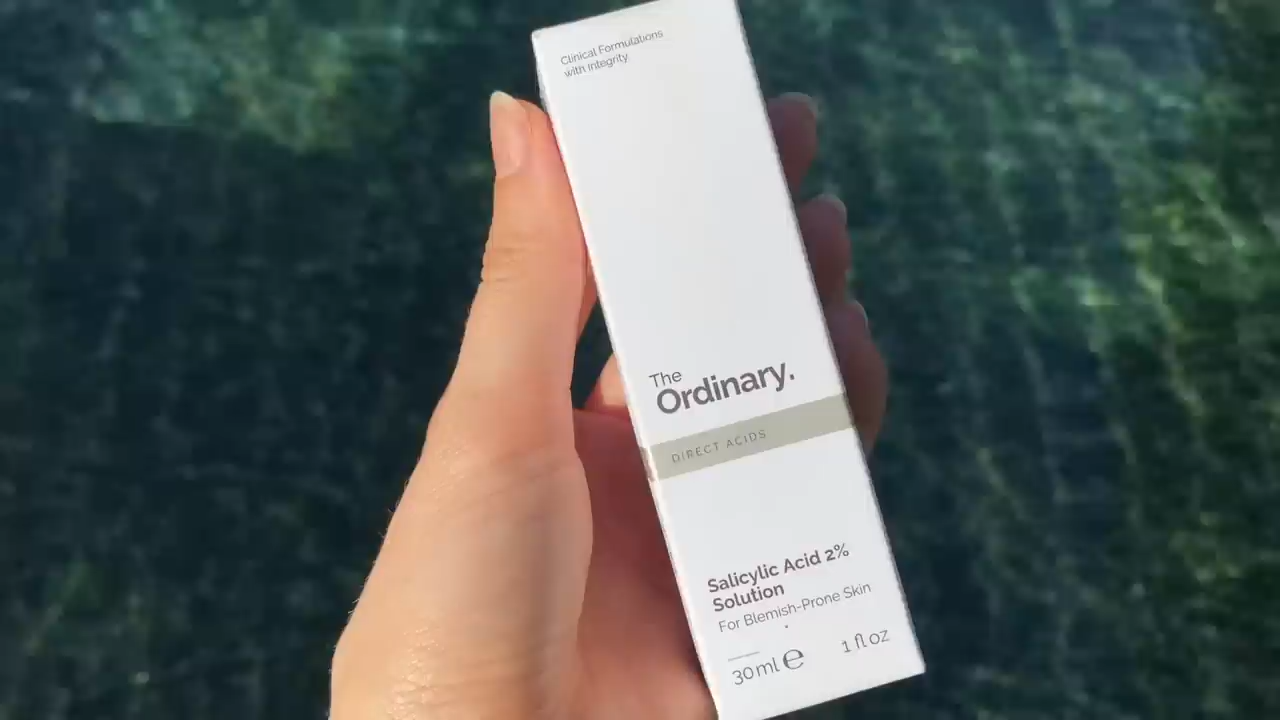 Clinical Formulations
with Integrity.
The
Ordinary.
DIRECT ACIDS
Salicylic Acid 2%
Solution
For Blemish-Prone Skin
30ml ℮ 1 fl oz